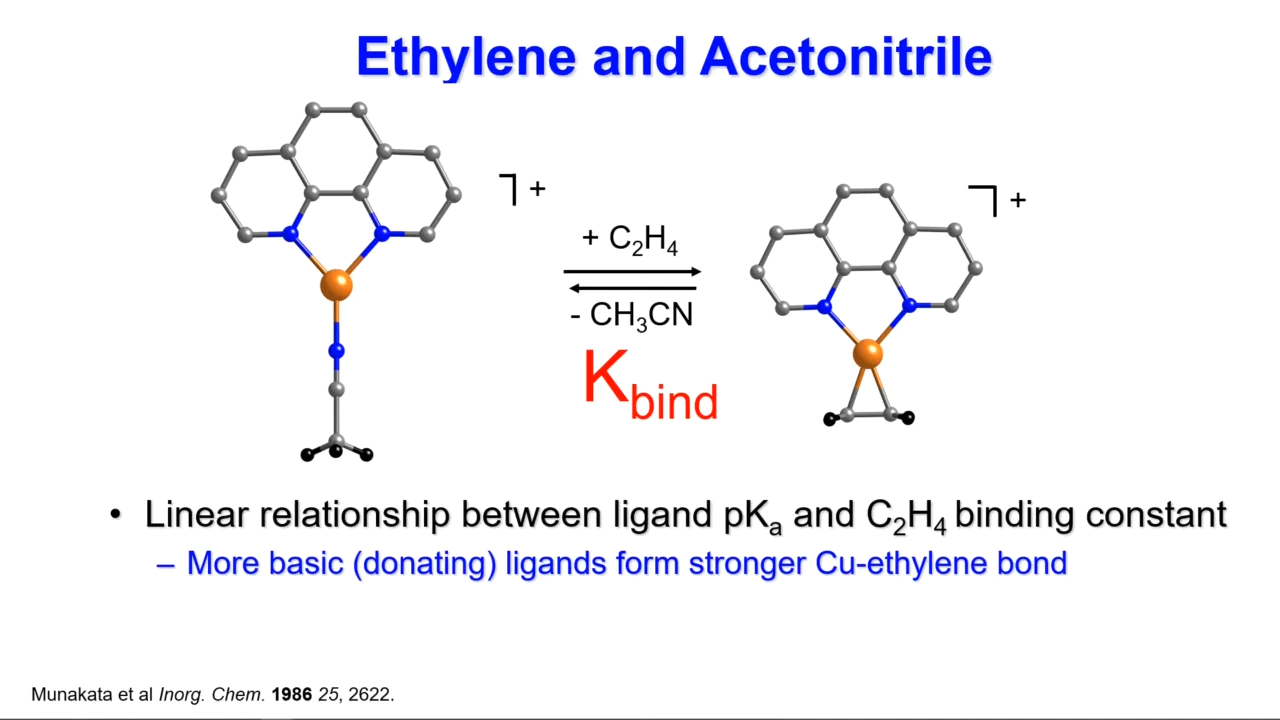 Ethylene and Acetonitrile
+
+ C₂H₄
- CH₃CN
K_bind
+
• Linear relationship between ligand pKₐ and C₂H₄ binding constant
– More basic (donating) ligands form stronger Cu-ethylene bond
Munakata et al Inorg. Chem. 1986 25, 2622.